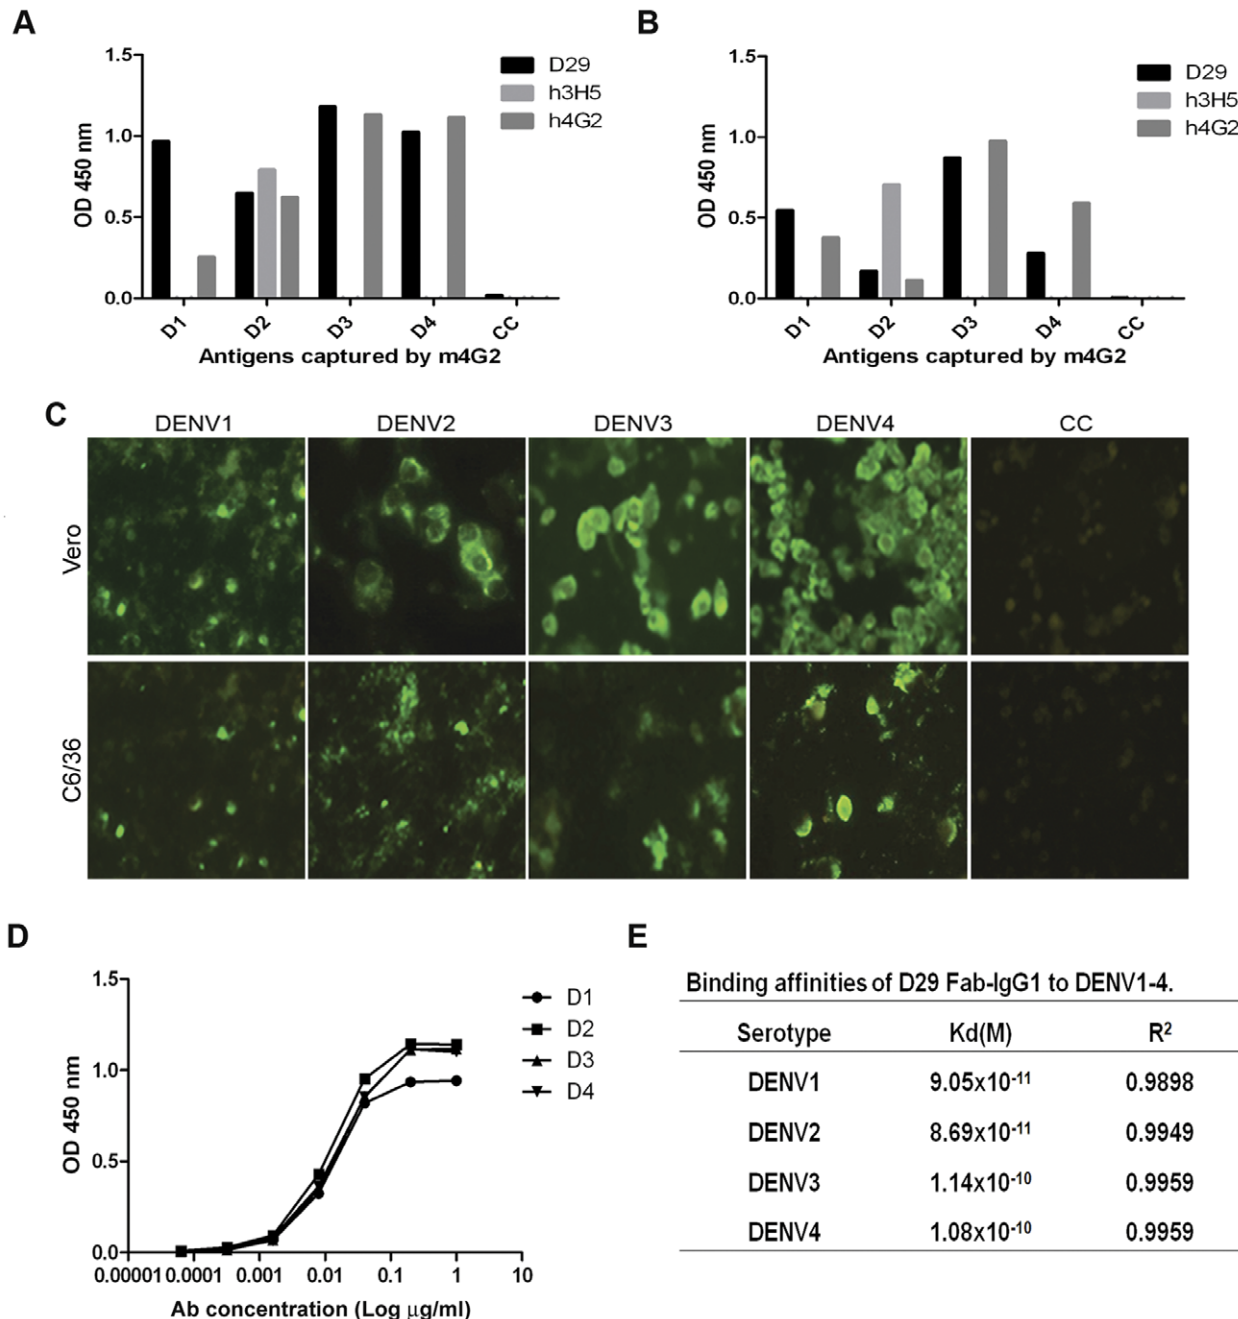 A
1.5
1.0
0.5
0.0
OD 450 nm
D29
h3H5
h4G2
D1
D2
D3
D4
CC
Antigens captured by m4G2
B
1.5
1.0
0.5
0.0
OD 450 nm
D29
h3H5
h4G2
D1
D2
D3
D4
CC
Antigens captured by m4G2
C
DENV1 DENV2 DENV3 DENV4 CC
Vero
C6/36
D
1.5
1.0
0.5
0.0
OD 450 nm
D1
D2
D3
D4
0.00001 0.0001 0.001 0.01 0.1 1 10
Ab concentration (Log μg/ml)
E
Binding affinities of D29 Fab-IgG1 to DENV1-4.
Serotype Kd(M) R²
DENV1 9.05x10⁻¹¹ 0.9898
DENV2 8.69x10⁻¹¹ 0.9949
DENV3 1.14x10⁻¹⁰ 0.9959
DENV4 1.08x10⁻¹⁰ 0.9959